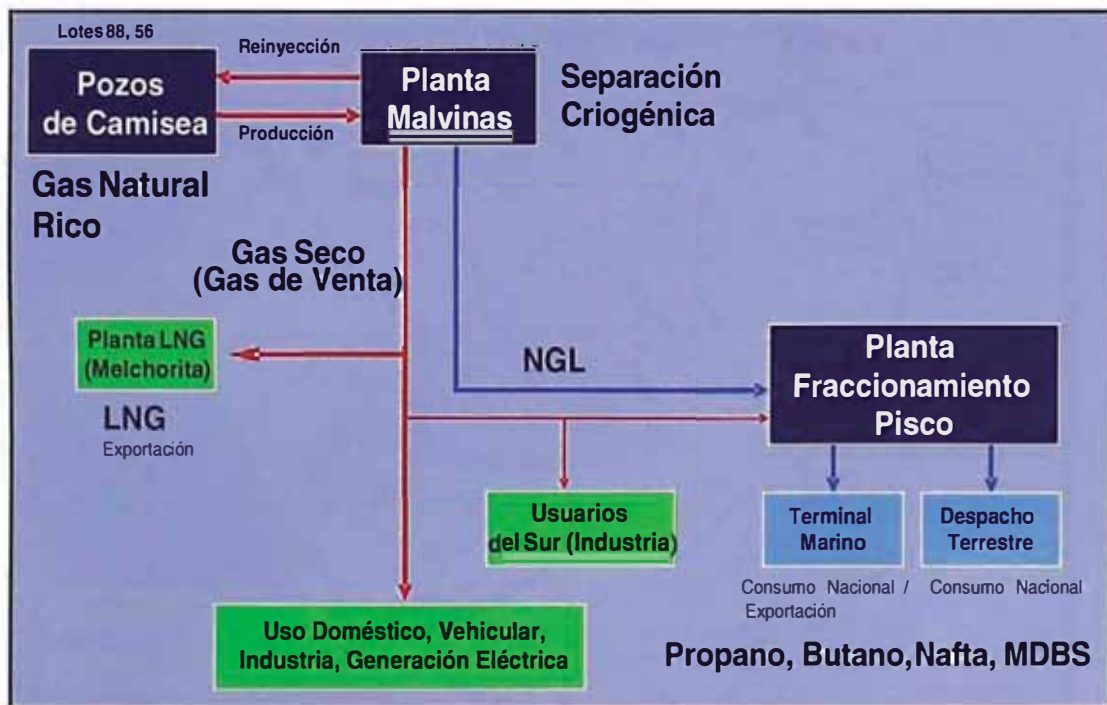 Lotes 88, 56
Reinyección
Pozos
de Camisea
Producción
Planta
Malvinas
Separación
Criogénica
Gas Natural
Rico
Gas Seco
(Gas de Venta)
Planta LNG
(Melchorita)
LNG
Exportación
NGL
Planta
Fraccionamiento
Pisco
Usuarios
del Sur (Industria)
Terminal
Marino
Despacho
Terrestre
Consumo Nacional /
Exportación
Consumo Nacional
Uso Doméstico, Vehicular,
Industria, Generación Eléctrica
Propano, Butano, Nafta, MDBS